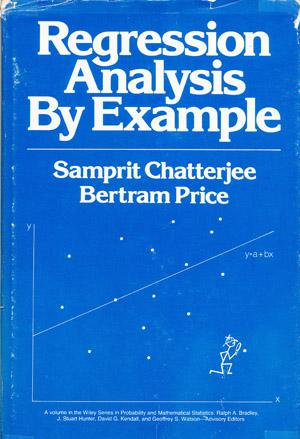 Regression
Analysis
By Example
Samprit Chatterjee
Bertram Price
y
y=a+bx
x
A volume in the Wiley Series in Probability and Mathematical Statistics: Ralph A. Bradley,
J. Stuart Hunter, David G. Kendall, and Geoffrey S. Watson—Advisory Editors